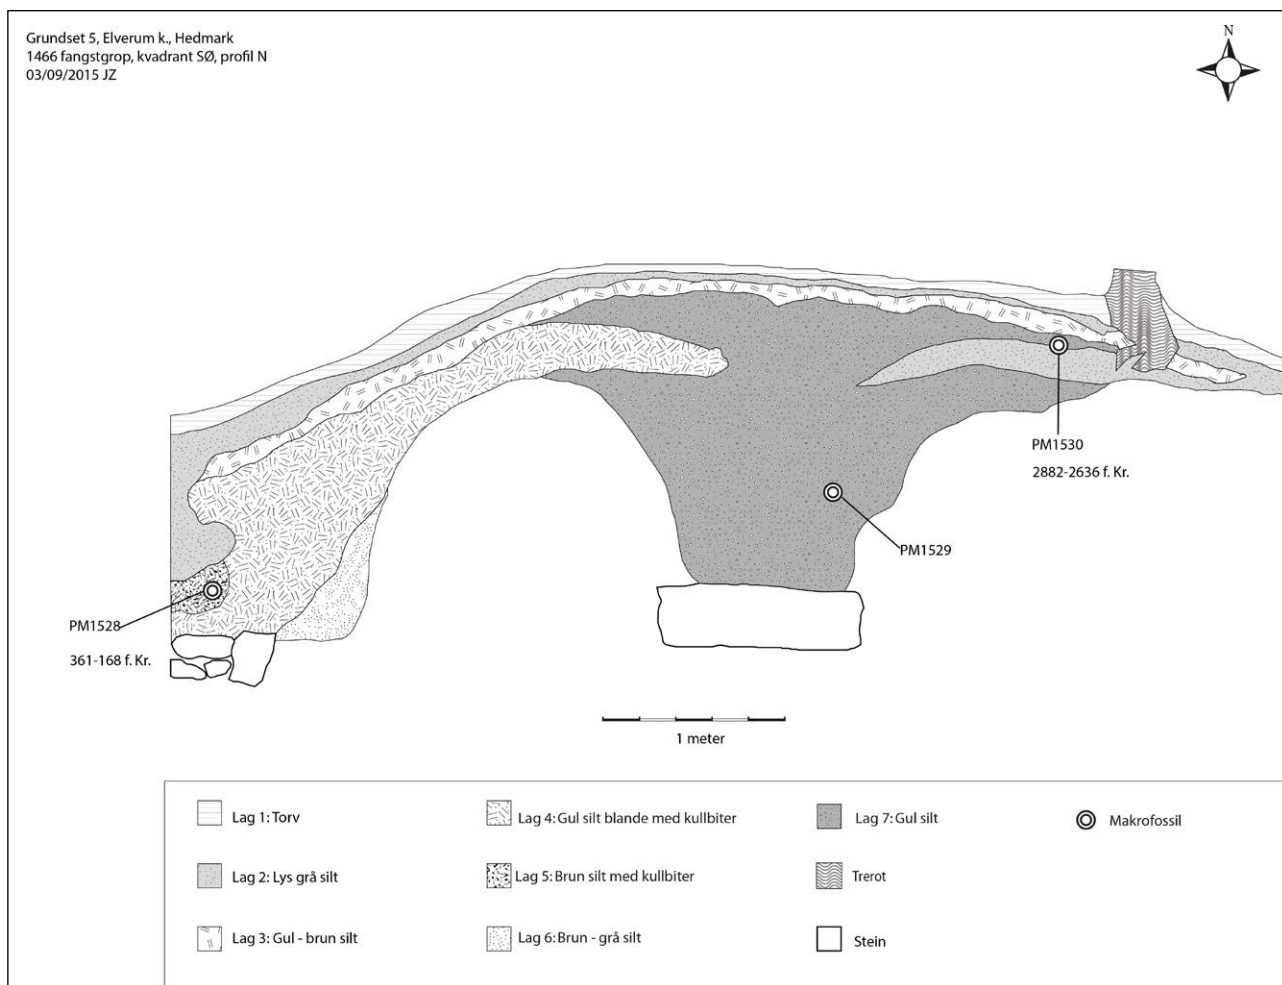 Grundset 5, Elverum k., Hedmark
1466 fangstgrop, kvadrant SØ, profil N
03/09/2015 JZ
N
PM1530
2882-2636 f. Kr.
PM1529
PM1528
361-168 f. Kr.
1 meter
Lag 1: Torv
Lag 2: Lys grå silt
Lag 3: Gul - brun silt
Lag 4: Gul silt blande med kullbiter
Lag 5: Brun silt med kullbiter
Lag 6: Brun - grå silt
Lag 7: Gul silt
Trerot
Stein
Makrofossil